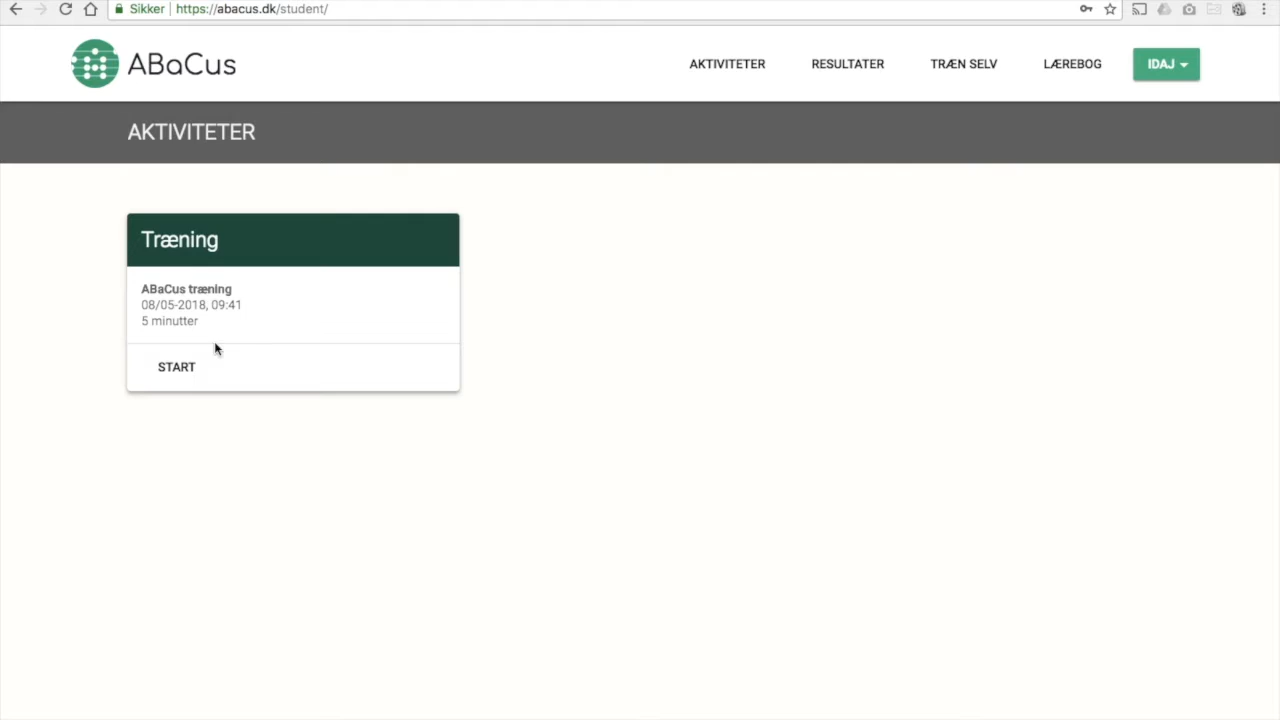 Sikker https://abacus.dk/student/
ABaCus
AKTIVITETER RESULTATER TRÆN SELV LÆREBOG IDAJ
AKTIVITETER
Træning
ABaCus træning
08/05-2018, 09:41
5 minutter
START